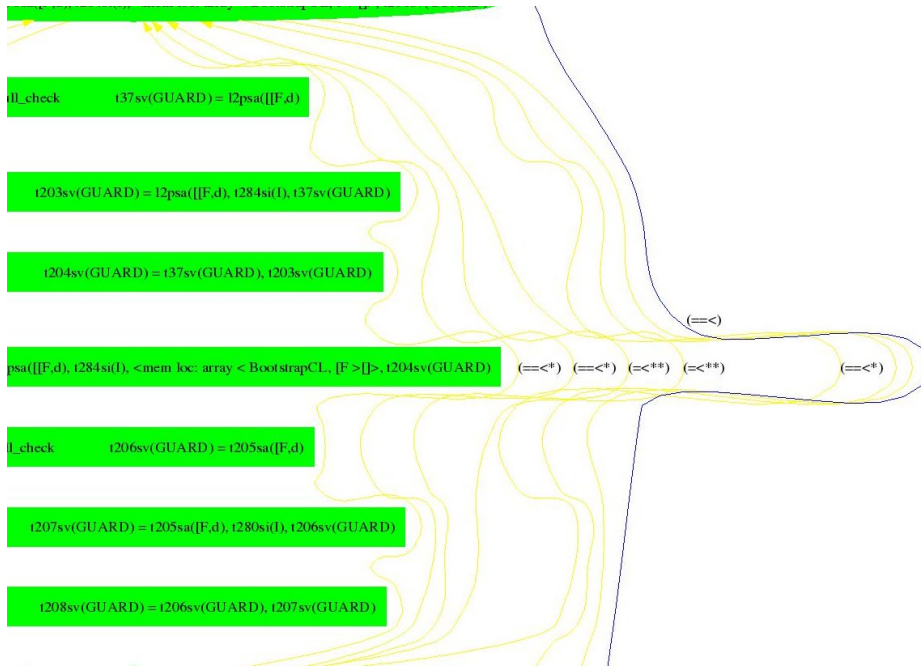 ll_check t37sv(GUARD) = l2psa([[F,d)
t203sv(GUARD) = l2psa([[F,d), t284si(I), t37sv(GUARD)
t204sv(GUARD) = t37sv(GUARD), t203sv(GUARD)
(==<)
psa([[F,d), t284si(I), <mem loc: array < BootstrapCL, [F >[]>, t204sv(GUARD) (==<*) (==<*) (=<**) (=<**) (==<*)
ll_check t206sv(GUARD) = t205sa([F,d)
t207sv(GUARD) = t205sa([F,d), t280si(I), t206sv(GUARD)
t208sv(GUARD) = t206sv(GUARD), t207sv(GUARD)